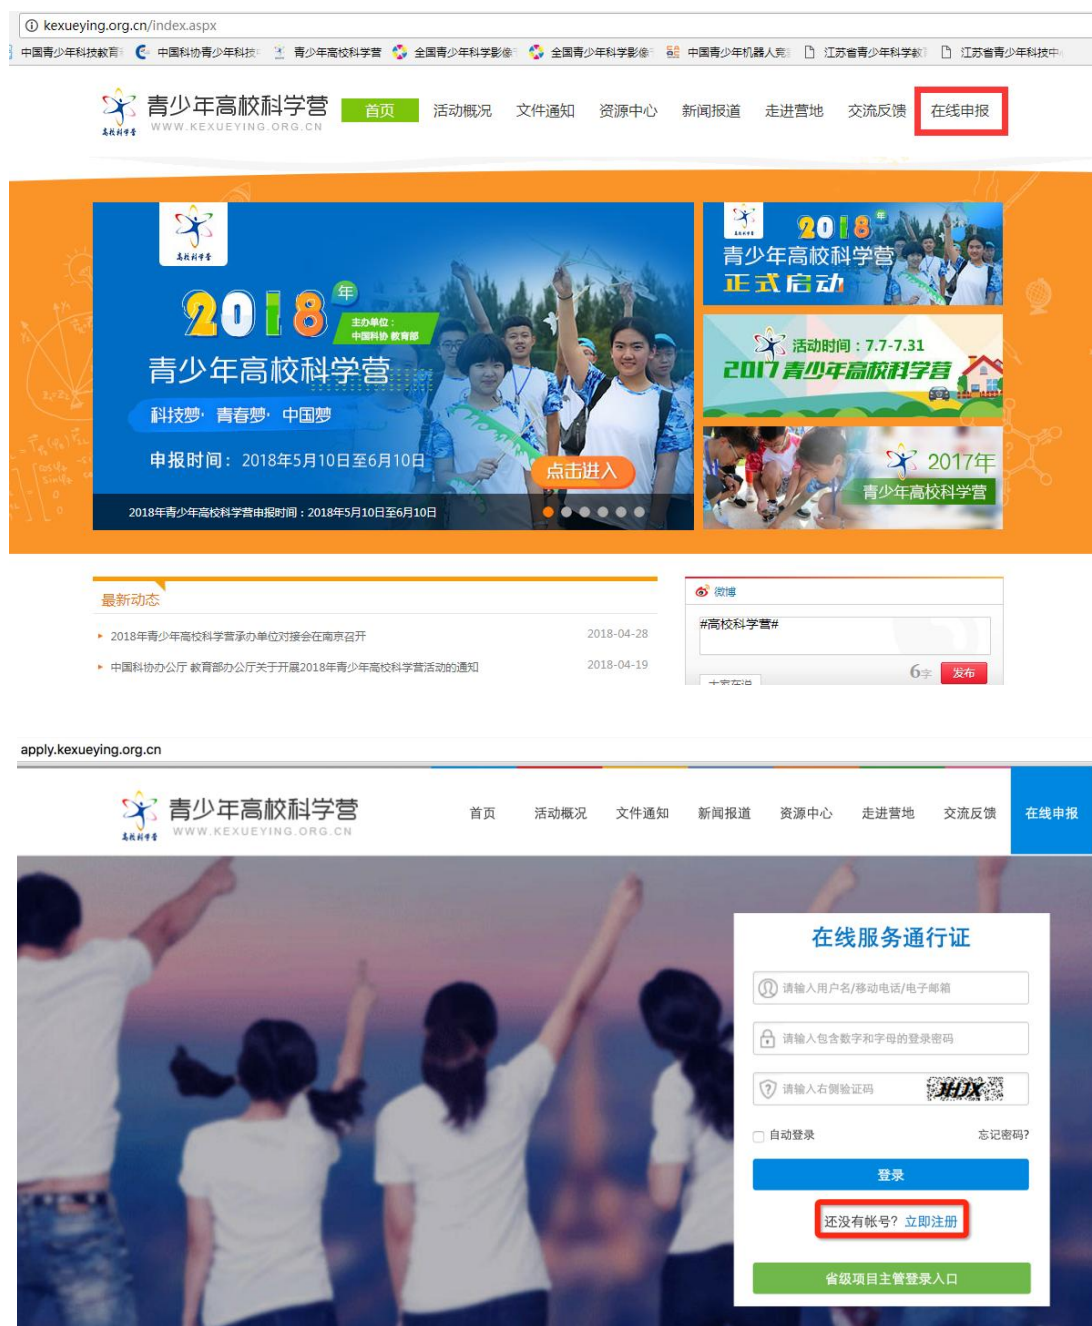 kexueying.org.cn/index.aspx
中国青少年科技教育 中国科协青少年科技 青少年高校科学营 全国青少年科学影像 全国青少年科学影像 中国青少年机器人竞 江苏省青少年科学教 江苏省青少年科技中
青少年高校科学营
WWW.KEXUEYING.ORG.CN
高校科学营
首页 活动概况 文件通知 资源中心 新闻报道 走进营地 交流反馈 在线申报
高校科学营
2018年
主办单位：
中国科协 教育部
青少年高校科学营
科技梦· 青春梦· 中国梦
申报时间：2018年5月10日至6月10日
点击进入
2018年青少年高校科学营申报时间：2018年5月10日至6月10日
2018年
青少年高校科学营
正式启动
活动时间：7.7-7.31
2017青少年高校科学营
2017年
青少年高校科学营
最新动态
2018年青少年高校科学营承办单位对接会在南京召开 2018-04-28
中国科协办公厅 教育部办公厅关于开展2018年青少年高校科学营活动的通知 2018-04-19
微博
#高校科学营#
6字 发布
大家在说
apply.kexueying.org.cn
青少年高校科学营
WWW.KEXUEYING.ORG.CN
高校科学营
首页 活动概况 文件通知 新闻报道 资源中心 走进营地 交流反馈 在线申报
在线服务通行证
请输入用户名/移动电话/电子邮箱
请输入包含数字和字母的登录密码
请输入右侧验证码 JHJX
自动登录 忘记密码?
登录
还没有帐号? 立即注册
省级项目主管登录入口